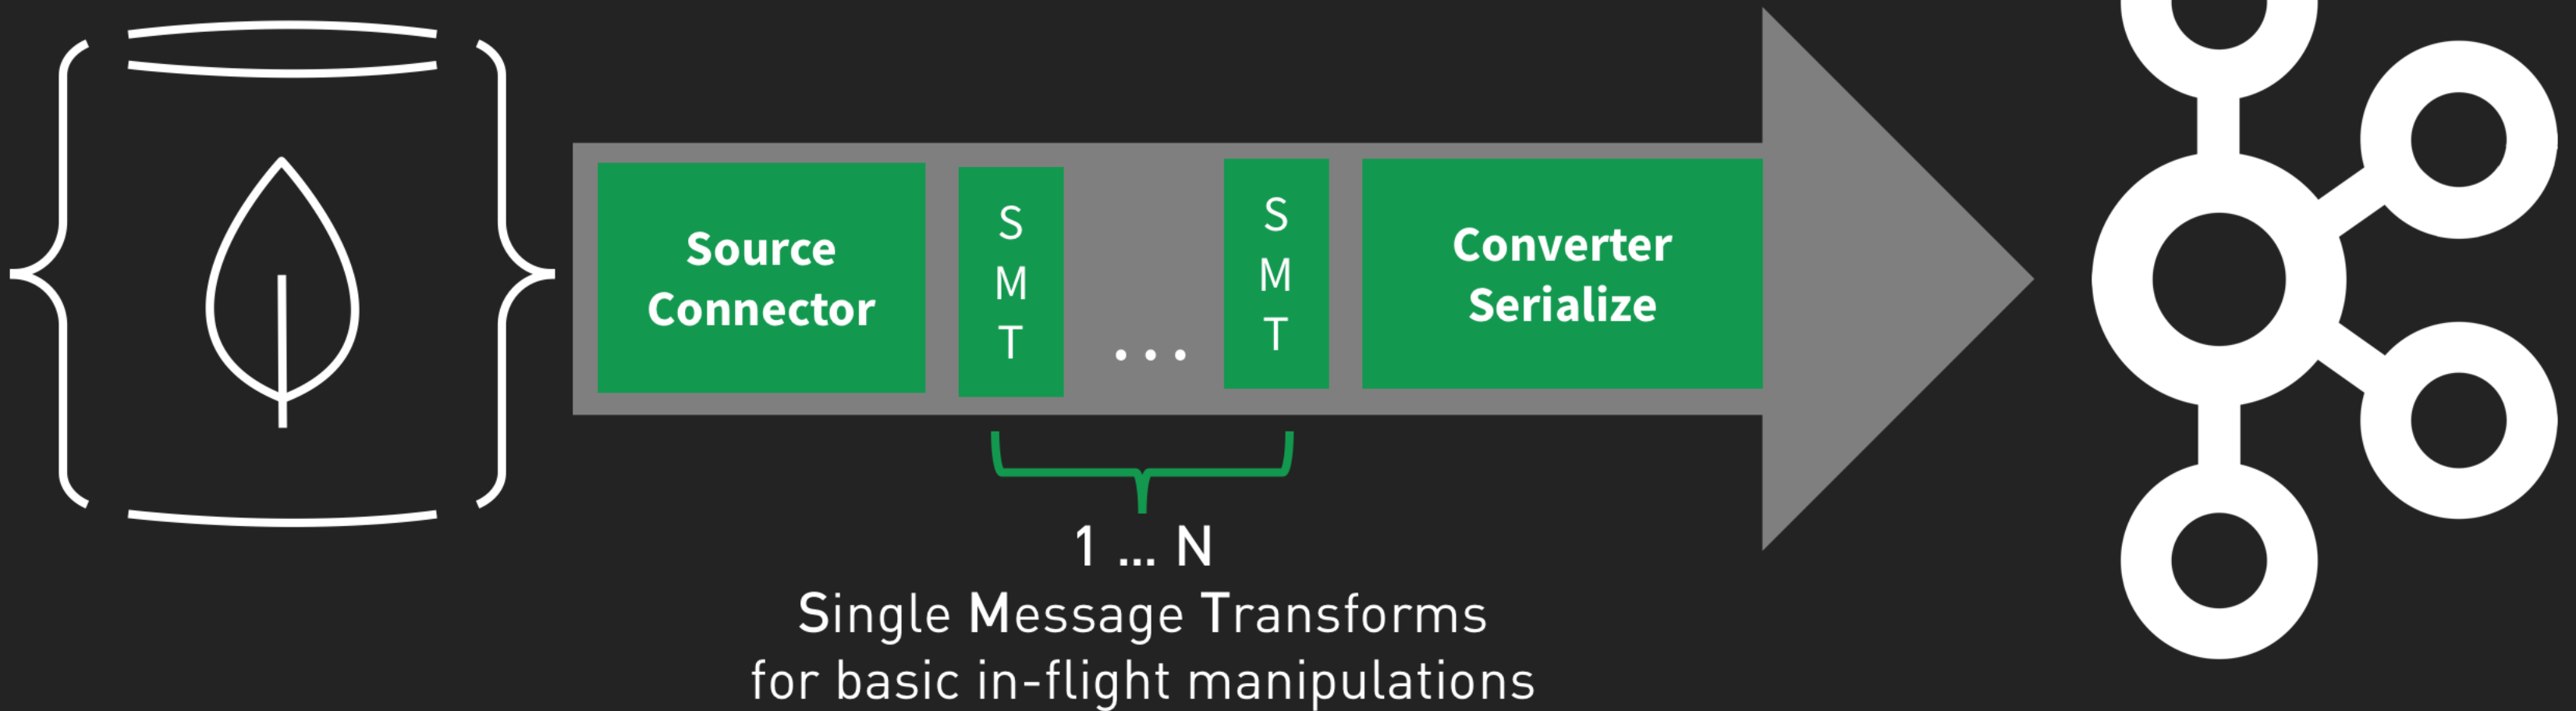 Source
Connector
S
M
T
...
S
M
T
Converter
Serialize
1 ... N
Single Message Transforms
for basic in-flight manipulations